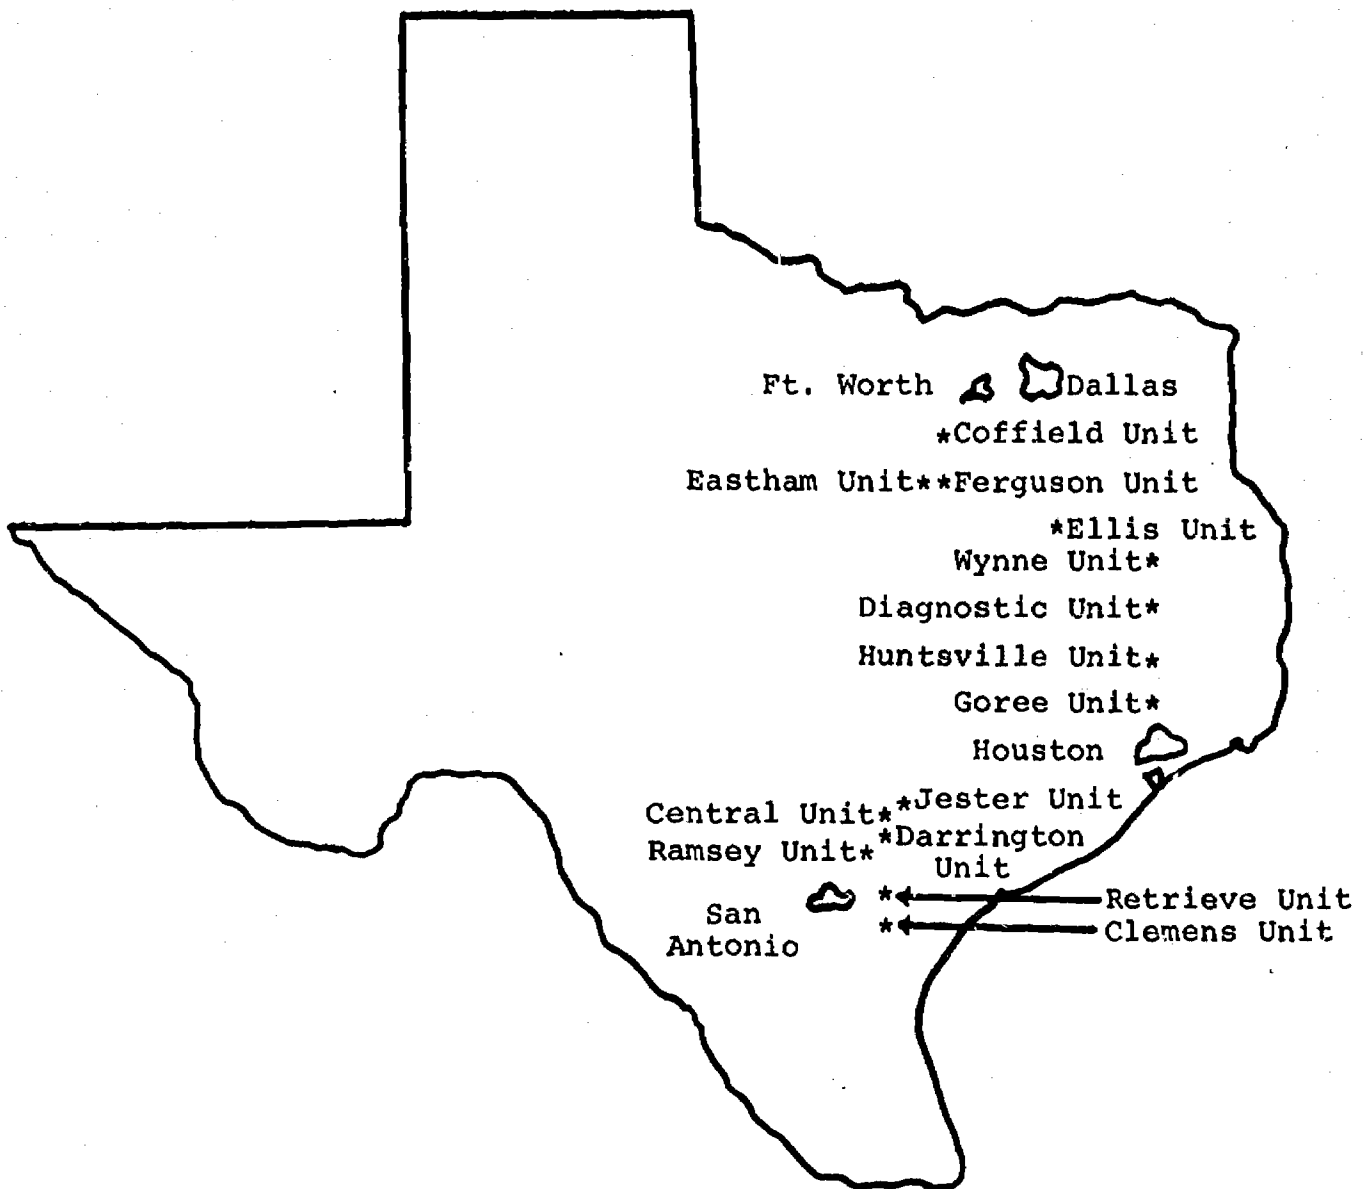 Ft. Worth Dallas
*Coffield Unit
Eastham Unit**Ferguson Unit
*Ellis Unit
Wynne Unit*
Diagnostic Unit*
Huntsville Unit*
Goree Unit*
Houston
Central Unit* *Jester Unit
Ramsey Unit* *Darrington
Unit
San
Antonio
* Retrieve Unit
* Clemens Unit